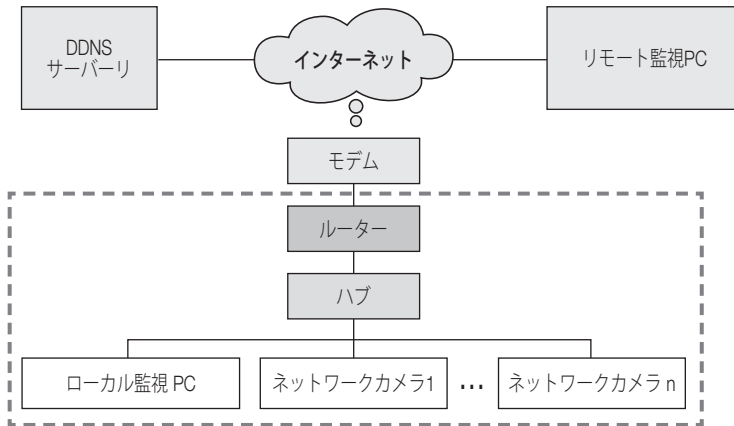 DDNS
サーバーリ
インターネット
リモート監視PC
モデム
ルーター
ハブ
ローカル監視 PC
ネットワークカメラ1
...
ネットワークカメラ n